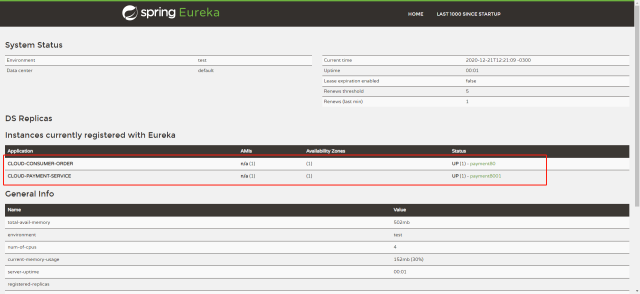 spring Eureka HOME LAST 1000 SINCE STARTUP
System Status
Environment test Current time 2020-12-21T12:21:09 -0300
Data center default Uptime 00:01
Lease expiration enabled false
Renews threshold 5
Renews (last min) 1
DS Replicas
Instances currently registered with Eureka
Application AMIs Availability Zones Status
CLOUD-CONSUMER-ORDER n/a (1) (1) UP (1) - payment80
CLOUD-PAYMENT-SERVICE n/a (1) (1) UP (1) - payment8001
General Info
Name Value
total-avail-memory 502mb
environment test
num-of-cpus 4
current-memory-usage 152mb (30%)
server-uptime 00:01
registered-replicas